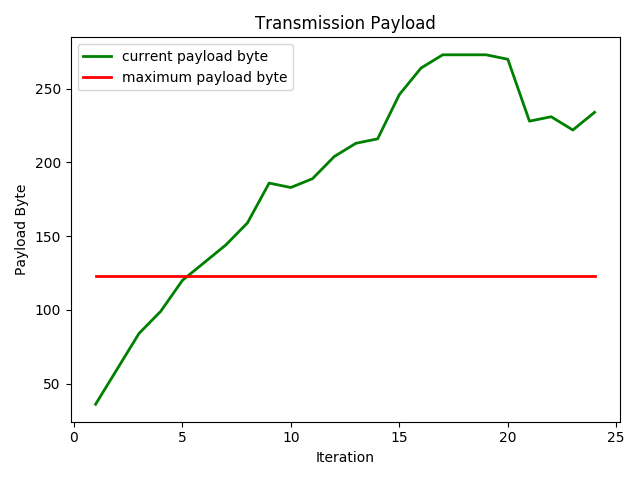 Transmission Payload
current payload byte
maximum payload byte
Payload Byte
250
200
150
100
50
0 5 10 15 20 25
Iteration